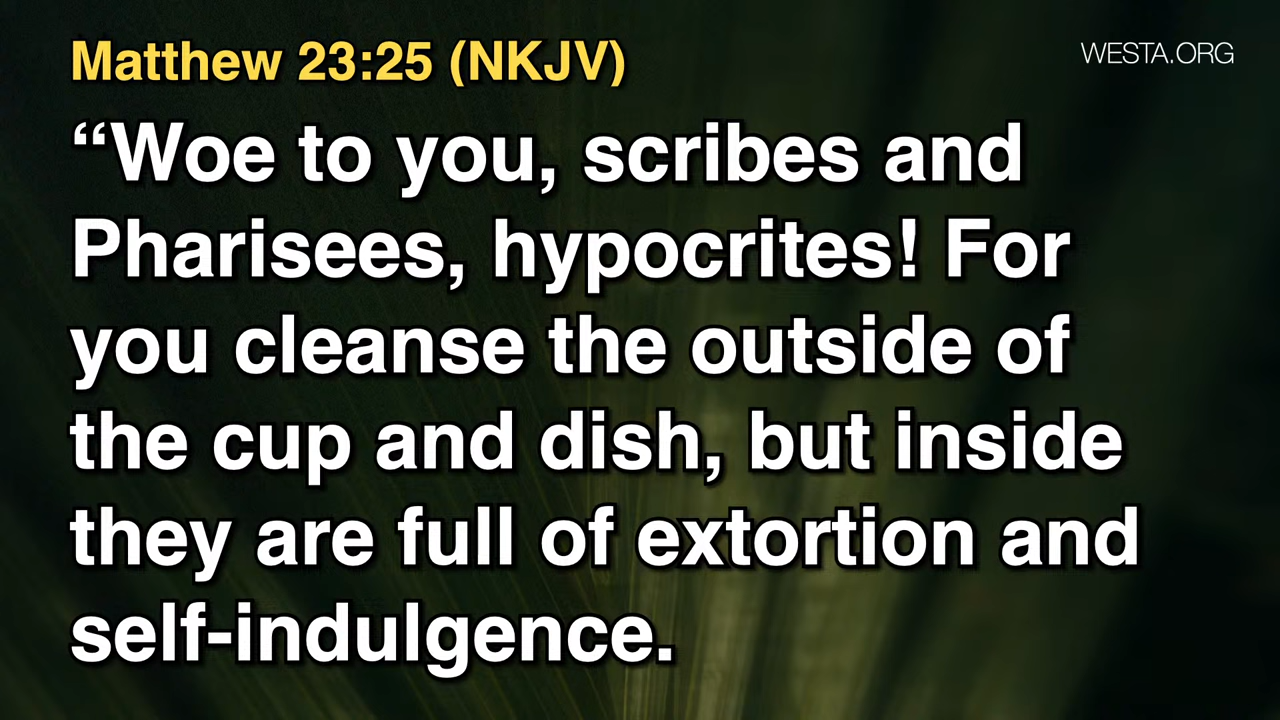 Matthew 23:25 (NKJV)
WESTA.ORG
“Woe to you, scribes and
Pharisees, hypocrites! For
you cleanse the outside of
the cup and dish, but inside
they are full of extortion and
self-indulgence.